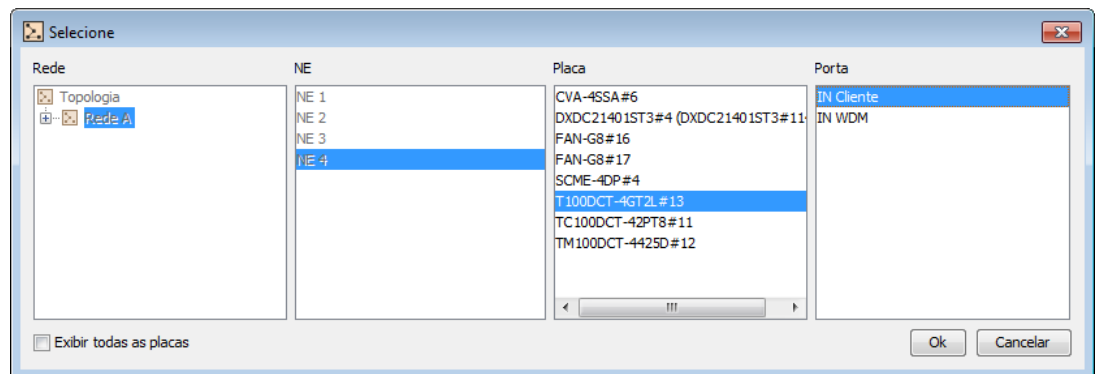 Selecione
Rede
NE
Placa
Porta
Topologia
Rede A
NE 1
NE 2
NE 3
NE 4
CVA-4SSA#6
DXDC21401ST3#4 (DXDC21401ST3#11
FAN-G8#16
FAN-G8#17
SCME-4DP#4
T100DCT-4GT2L#13
TC100DCT-42PT8#11
TM100DCT-4425D#12
IN Cliente
IN WDM
Exibir todas as placas
Ok
Cancelar